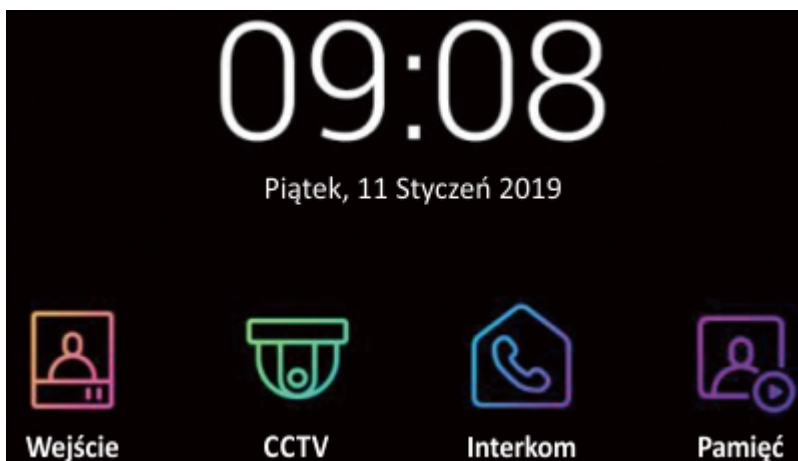 09:08
Piątek, 11 Styczeń 2019
Wejście CCTV Interkom Pamięć